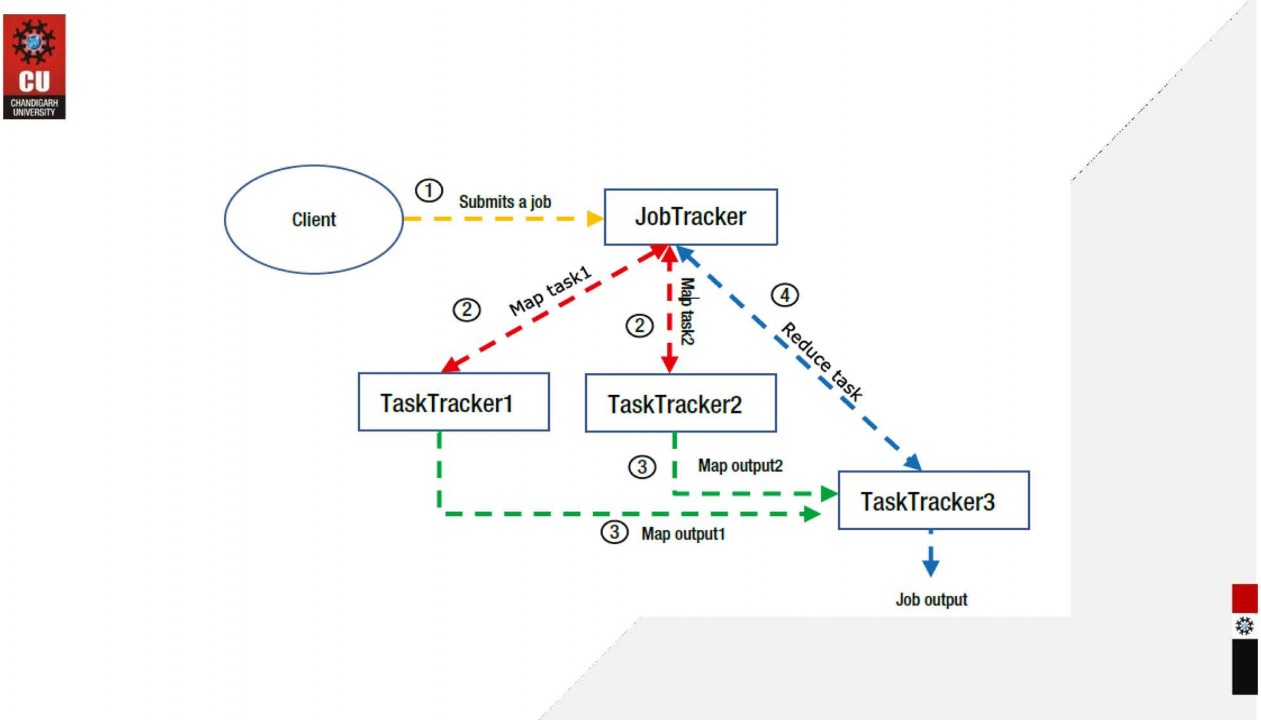 CU
CHANDIGARH
UNIVERSITY
1
Submits a job
Client
JobTracker
2
Map task1
2
Map task2
4
Reduce task
TaskTracker1
TaskTracker2
3
Map output2
TaskTracker3
3
Map output1
Job output